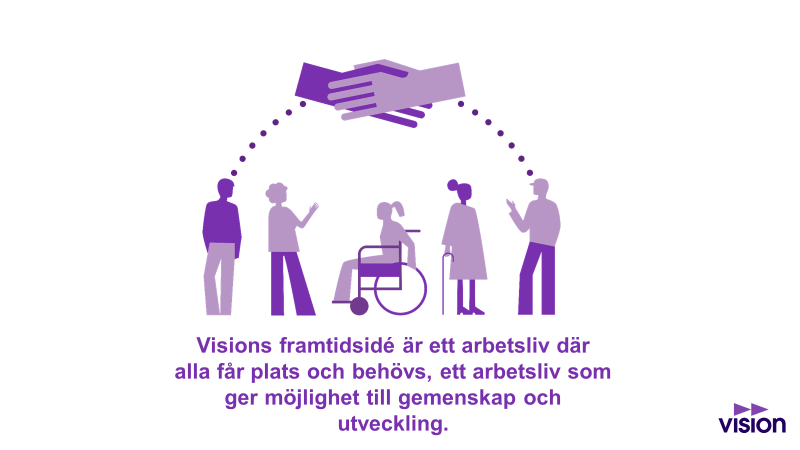 Visions framtidsidé är ett arbetsliv där
alla får plats och behövs, ett arbetsliv som
ger möjlighet till gemenskap och
utveckling.
vision